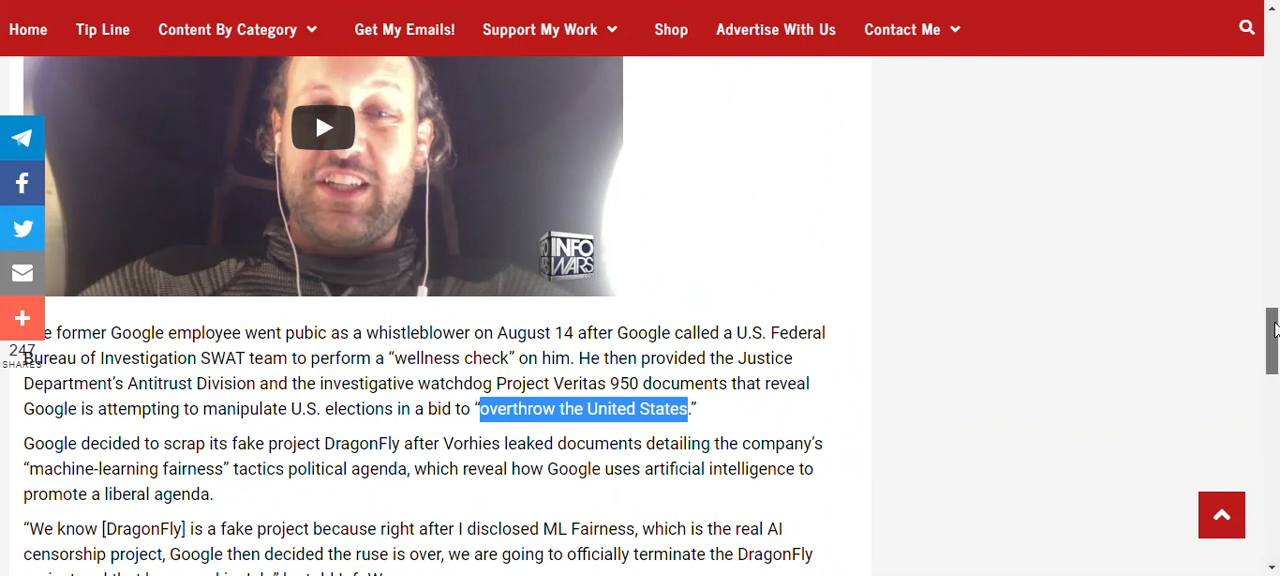 Home Tip Line Content By Category Get My Emails! Support My Work Shop Advertise With Us Contact Me
INFO
WARS
247
SHARES
e former Google employee went pubic as a whistleblower on August 14 after Google called a U.S. Federal
Bureau of Investigation SWAT team to perform a “wellness check” on him. He then provided the Justice
Department’s Antitrust Division and the investigative watchdog Project Veritas 950 documents that reveal
Google is attempting to manipulate U.S. elections in a bid to “overthrow the United States.”
Google decided to scrap its fake project DragonFly after Vorhies leaked documents detailing the company’s
“machine-learning fairness” tactics political agenda, which reveal how Google uses artificial intelligence to
promote a liberal agenda.
“We know [DragonFly] is a fake project because right after I disclosed ML Fairness, which is the real AI
censorship project, Google then decided the ruse is over, we are going to officially terminate the DragonFly